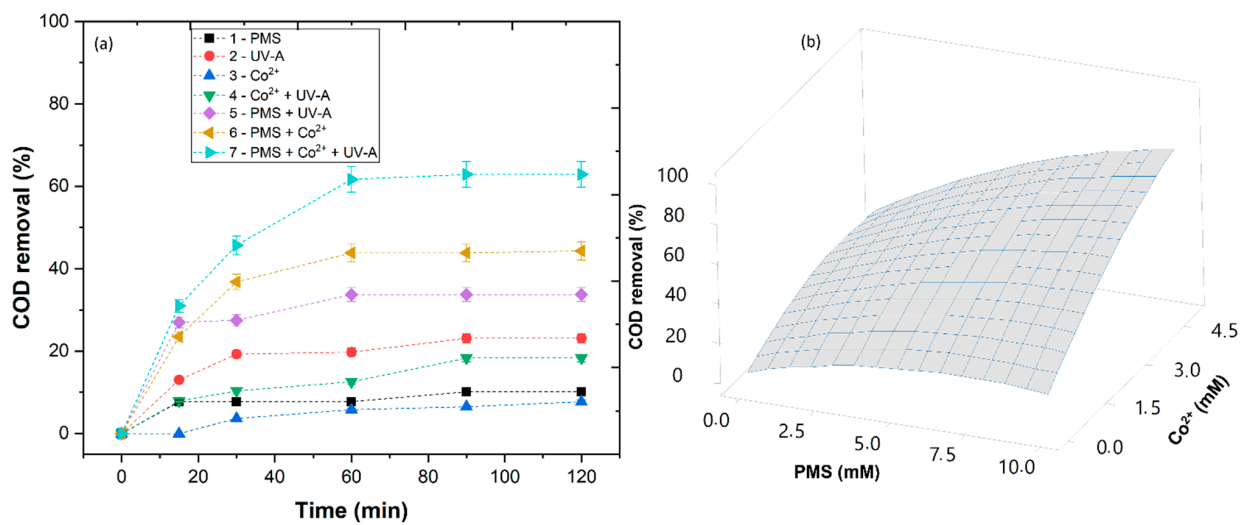 (a)
1 - PMS
2 - UV-A
3 - Co²⁺
4 - Co²⁺ + UV-A
5 - PMS + UV-A
6 - PMS + Co²⁺
7 - PMS + Co²⁺ + UV-A
COD removal (%)
100
80
60
40
20
0
0
20
40
60
80
100
120
Time (min)
(b)
COD removal (%)
100
80
60
40
20
0
0.0
2.5
5.0
7.5
10.0
PMS (mM)
0.0
1.5
3.0
4.5
Co²⁺ (mM)